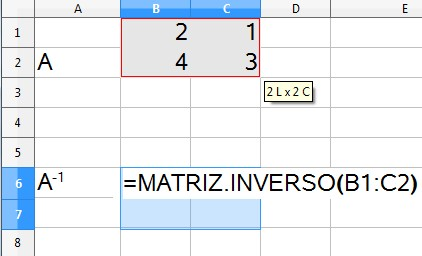 A B C D E
1 2 1
2 A 4 3
3 2 L x 2 C
4
5
6 A⁻¹ =MATRIZ.INVERSO(B1:C2)
7
8